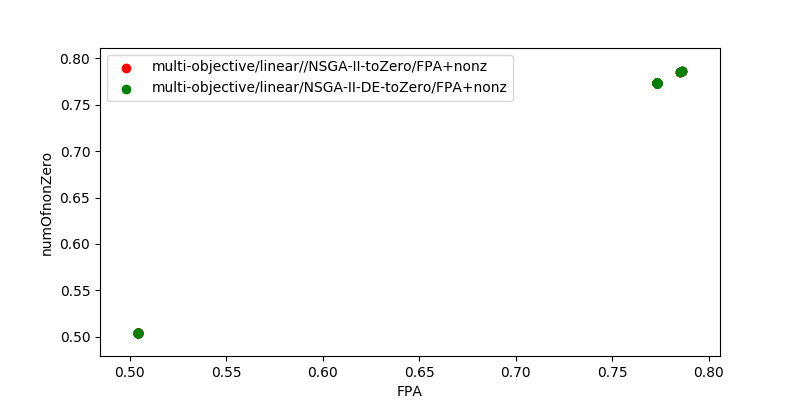 multi-objective/linear//NSGA-II-toZero/FPA+nonz
multi-objective/linear/NSGA-II-DE-toZero/FPA+nonz
numOfnonZero
0.80
0.75
0.70
0.65
0.60
0.55
0.50
0.50 0.55 0.60 0.65 0.70 0.75 0.80
FPA